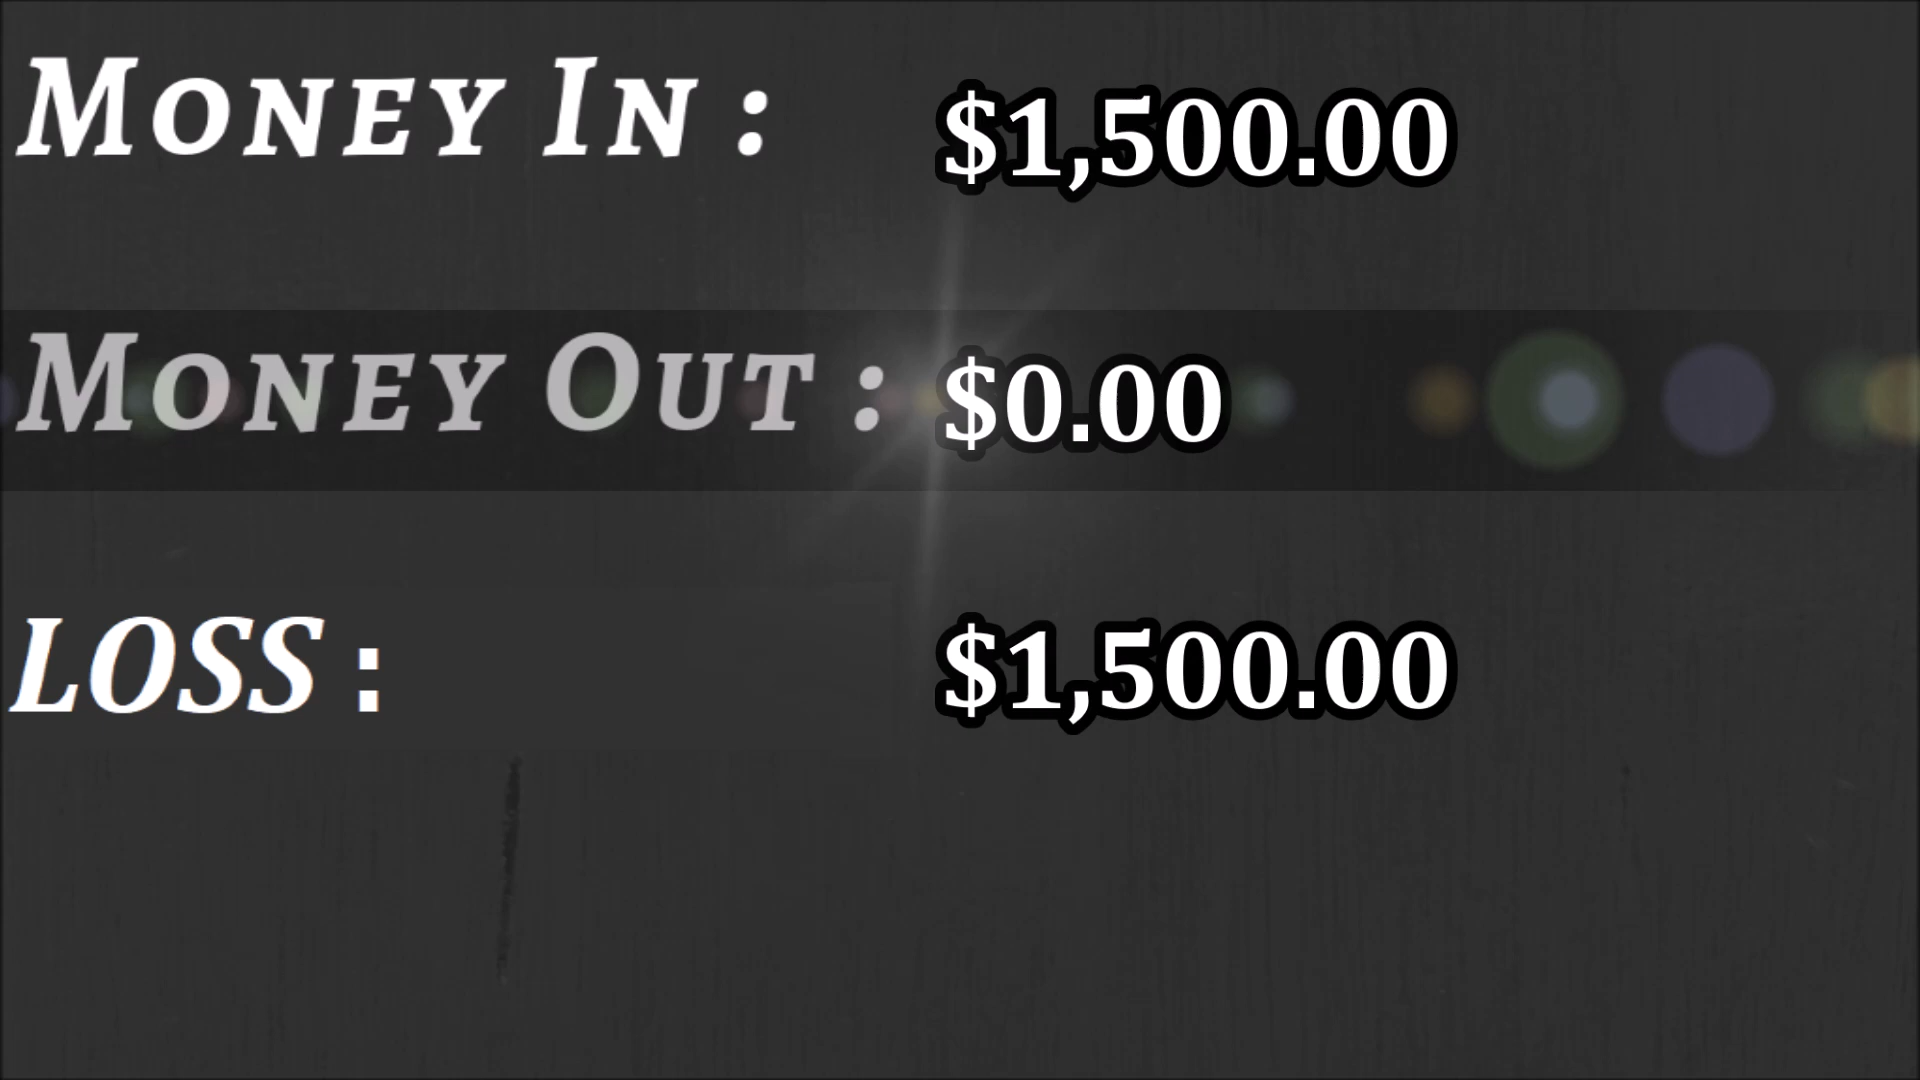 Money In : $1,500.00
Money Out : $0.00
LOSS : $1,500.00